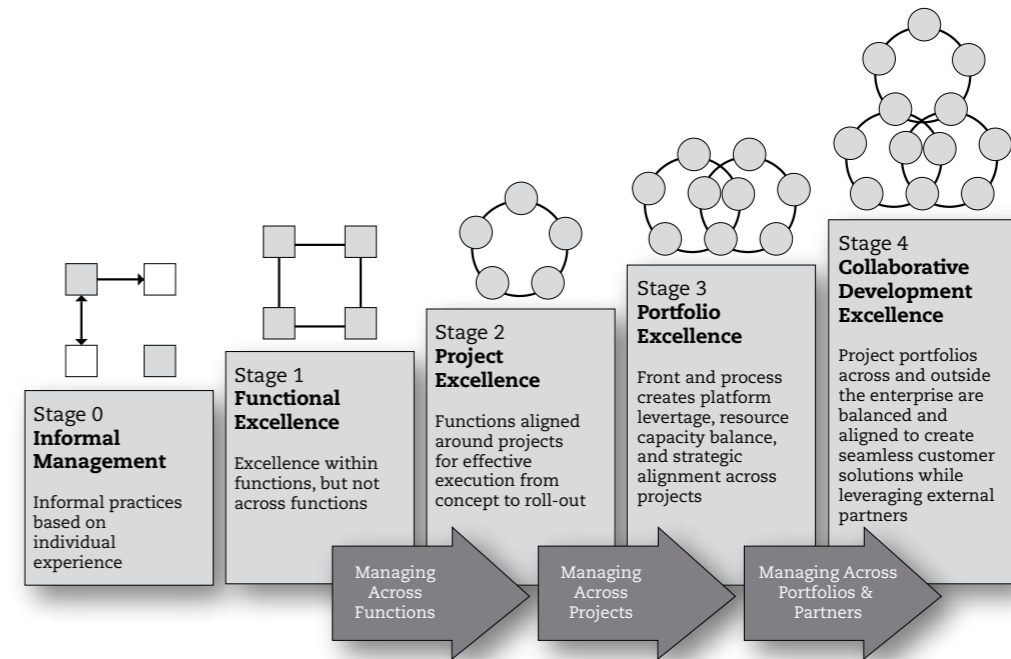 Stage 0
Informal
Management
Informal practices
based on
individual
experience
Stage 1
Functional
Excellence
Excellence within
functions, but not
across functions
Stage 2
Project
Excellence
Functions aligned
around projects
for effective
execution from
concept to roll-out
Stage 3
Portfolio
Excellence
Front and process
creates platform
levertage, resource
capacity balance,
and strategic
alignment across
projects
Stage 4
Collaborative
Development
Excellence
Project portfolios
across and outside
the enterprise are
balanced and
aligned to create
seamless customer
solutions while
leveraging external
partners
Managing
Across
Functions
Managing
Across
Projects
Managing Across
Portfolios &
Partners